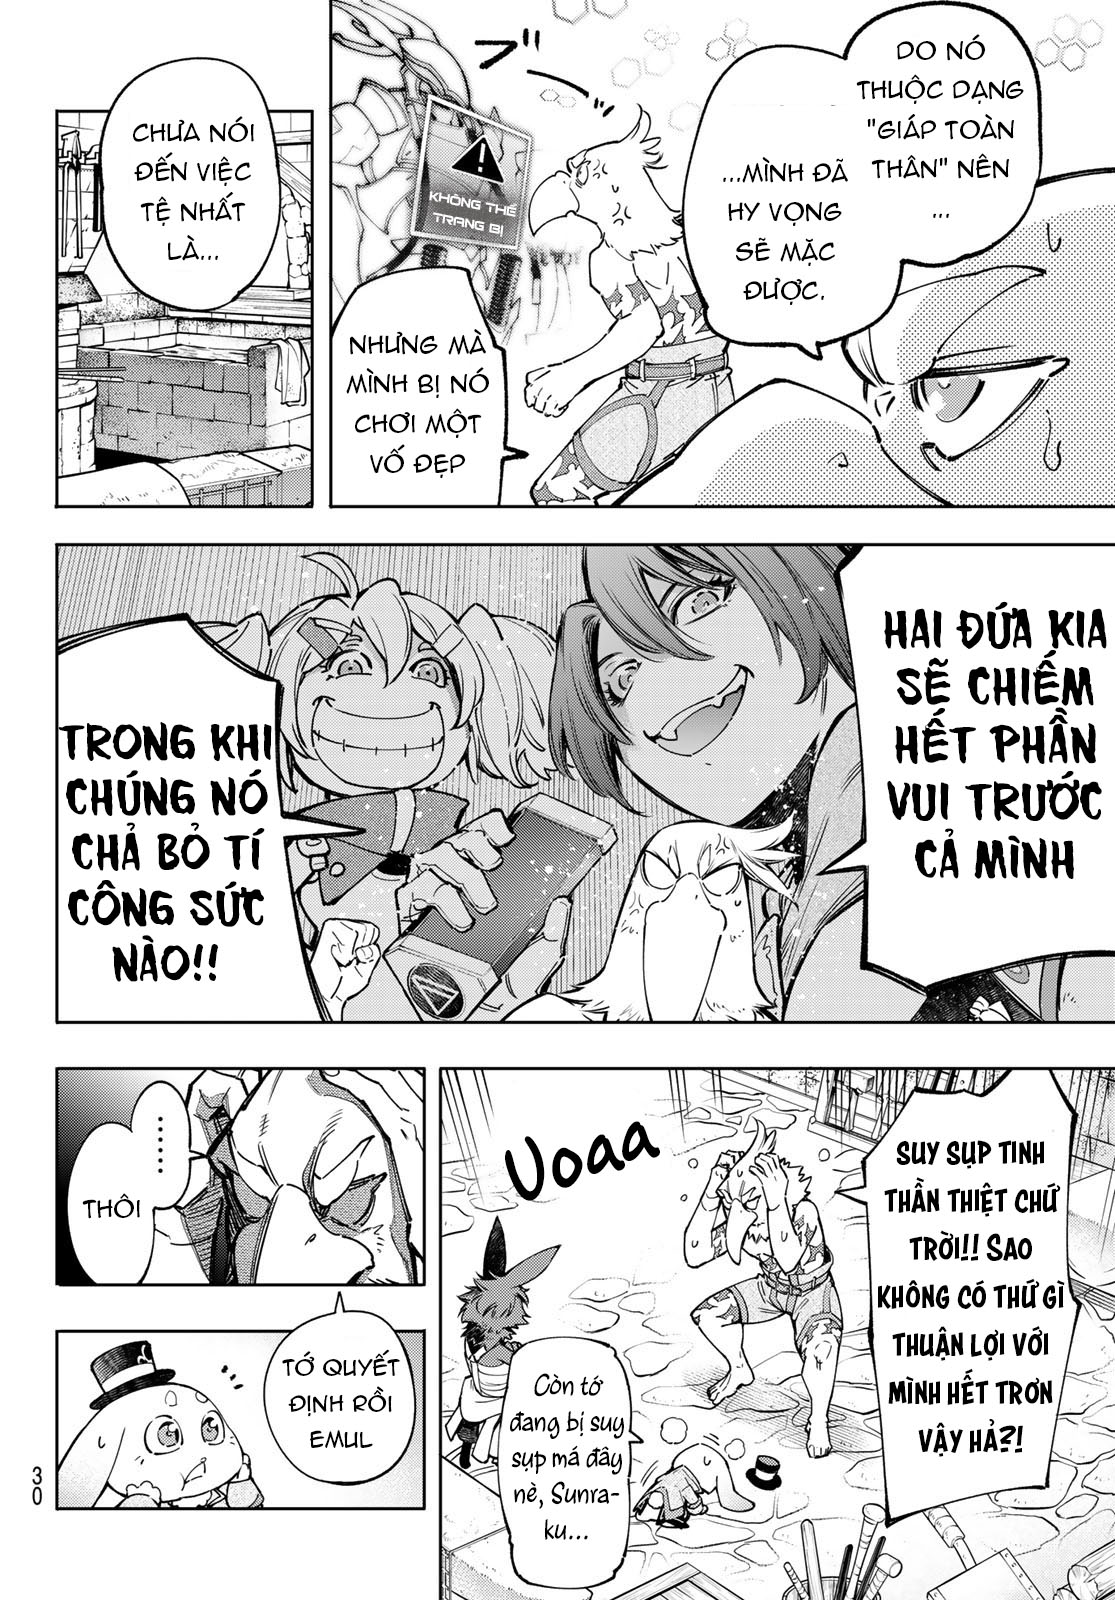 DO NÓ
THUỘC DẠNG
"GIÁP TOÀN
THÂN" NÊN
...
...MÌNH ĐÃ
HY VỌNG
SẼ MẶC
ĐƯỢC.
ブッ
KHÔNG THỂ
TRANG BỊ
NHƯNG MÀ
MÌNH BỊ NÓ
CHƠI MỘT
VỐ ĐẸP
CHƯA NÓI
ĐẾN VIỆC
TỆ NHẤT
LÀ...
HAI ĐỨA KIA
SẼ CHIẾM
HẾT PHẦN
VUI TRƯỚC
CẢ MÌNH
TRONG KHI
CHÚNG NÓ
CHẢ BỎ TÍ
CÔNG SỨC
NÀO!!
SUY SỤP TINH
THẦN THIỆT CHỨ
TRỜI!! SAO
KHÔNG CÓ THỨ GÌ
THUẬN LỢI VỚI
MÌNH HẾT TRƠN
VẬY HẢ?!
Uoaa
Còn tớ
đang bị suy
sụp má đây
nè, Sunra-
ku...
......
THÔI
TỚ QUYẾT
ĐỊNH RỒI
EMUL
30